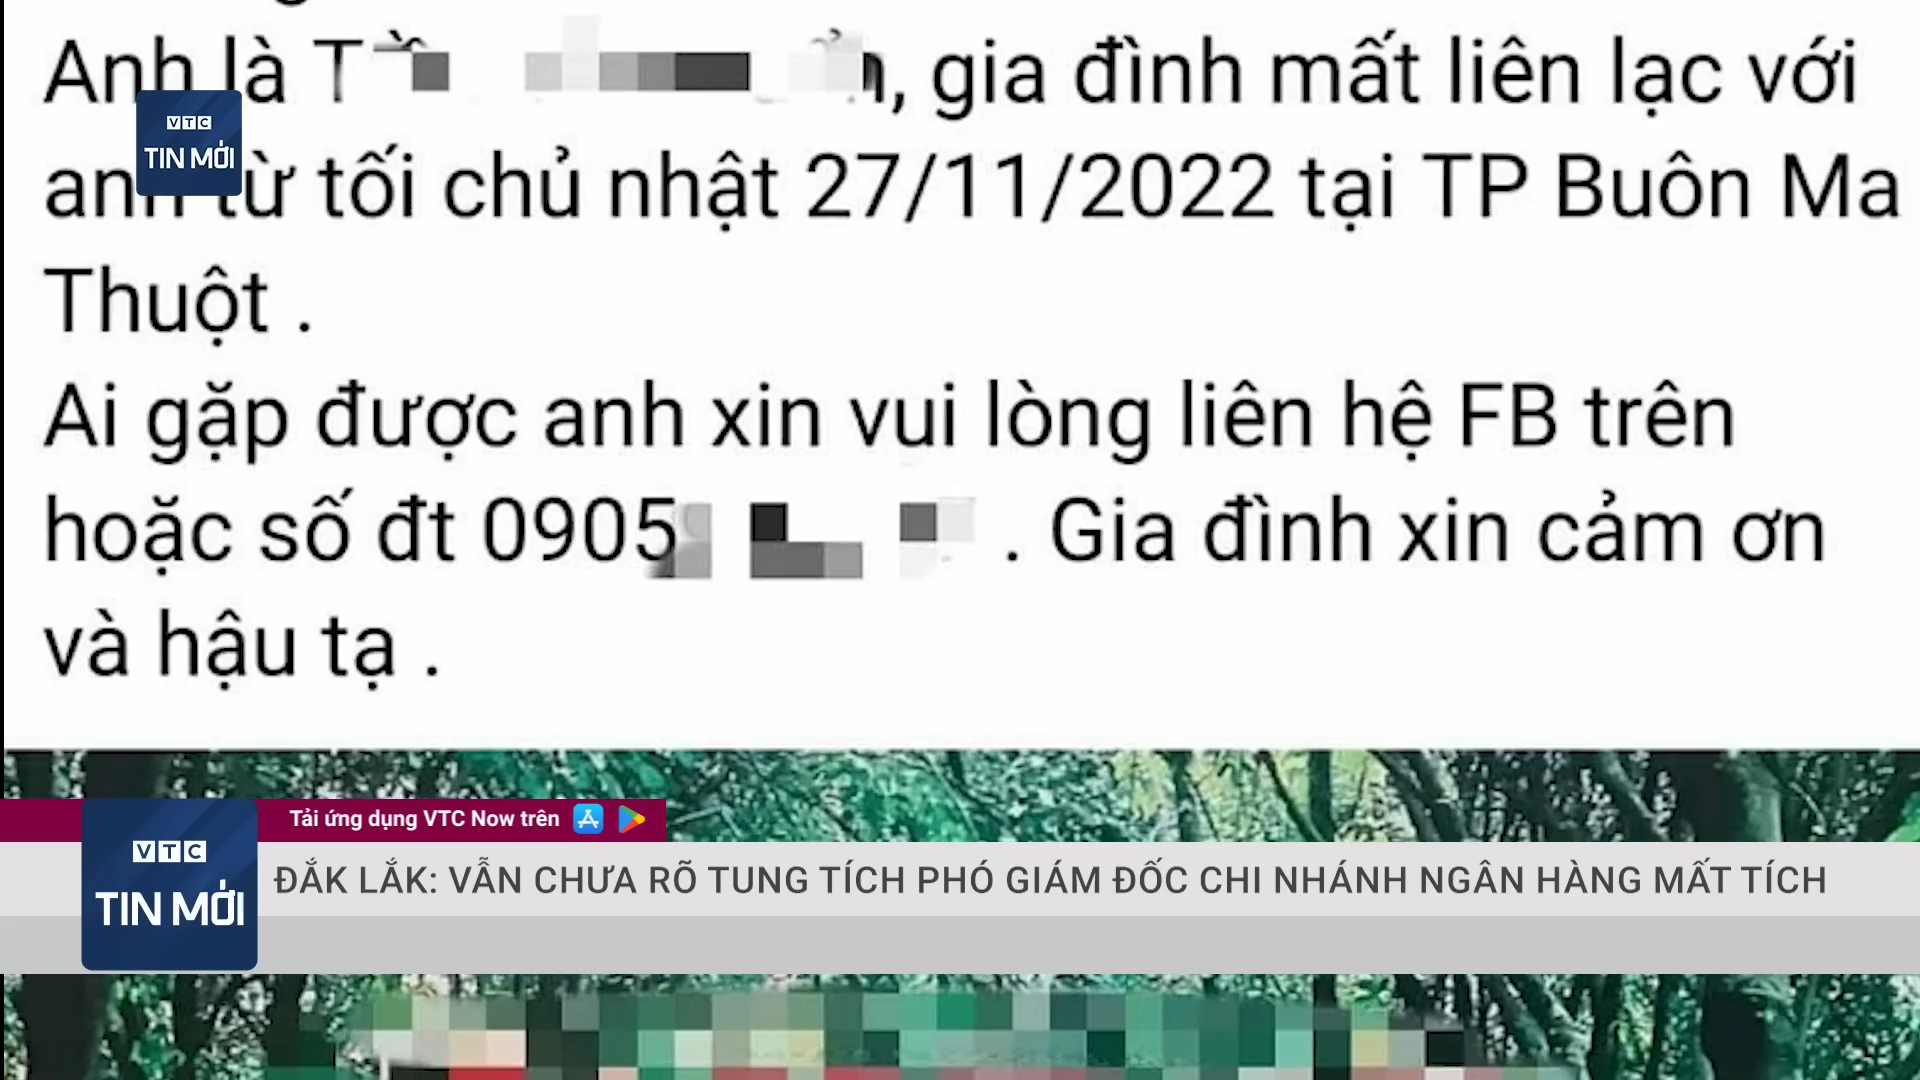 Anh là T, gia đình mất liên lạc với
anh từ tối chủ nhật 27/11/2022 tại TP Buôn Ma
Thuột .
Ai gặp được anh xin vui lòng liên hệ FB trên
hoặc số đt 0905 . Gia đình xin cảm ơn
và hậu tạ .
VTC
TIN MỚI
Tải ứng dụng VTC Now trên
VTC
TIN MỚI
ĐẮK LẮK: VẪN CHƯA RÕ TUNG TÍCH PHÓ GIÁM ĐỐC CHI NHÁNH NGÂN HÀNG MẤT TÍCH